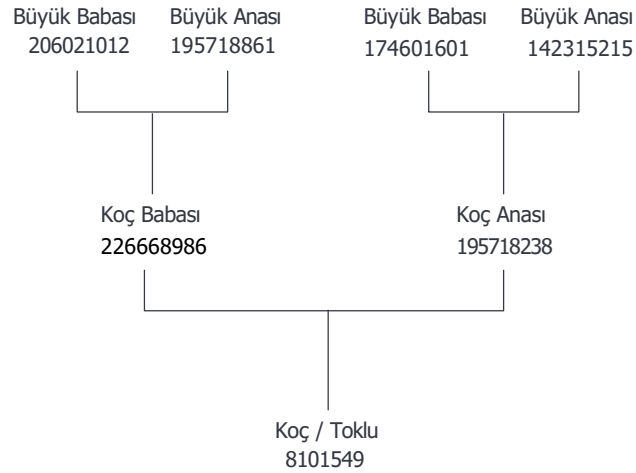 Büyük Babası Büyük Anası Büyük Babası Büyük Anası
206021012 195718861 174601601 142315215
Koç Babası Koç Anası
226668986 195718238
Koç / Toklu
8101549